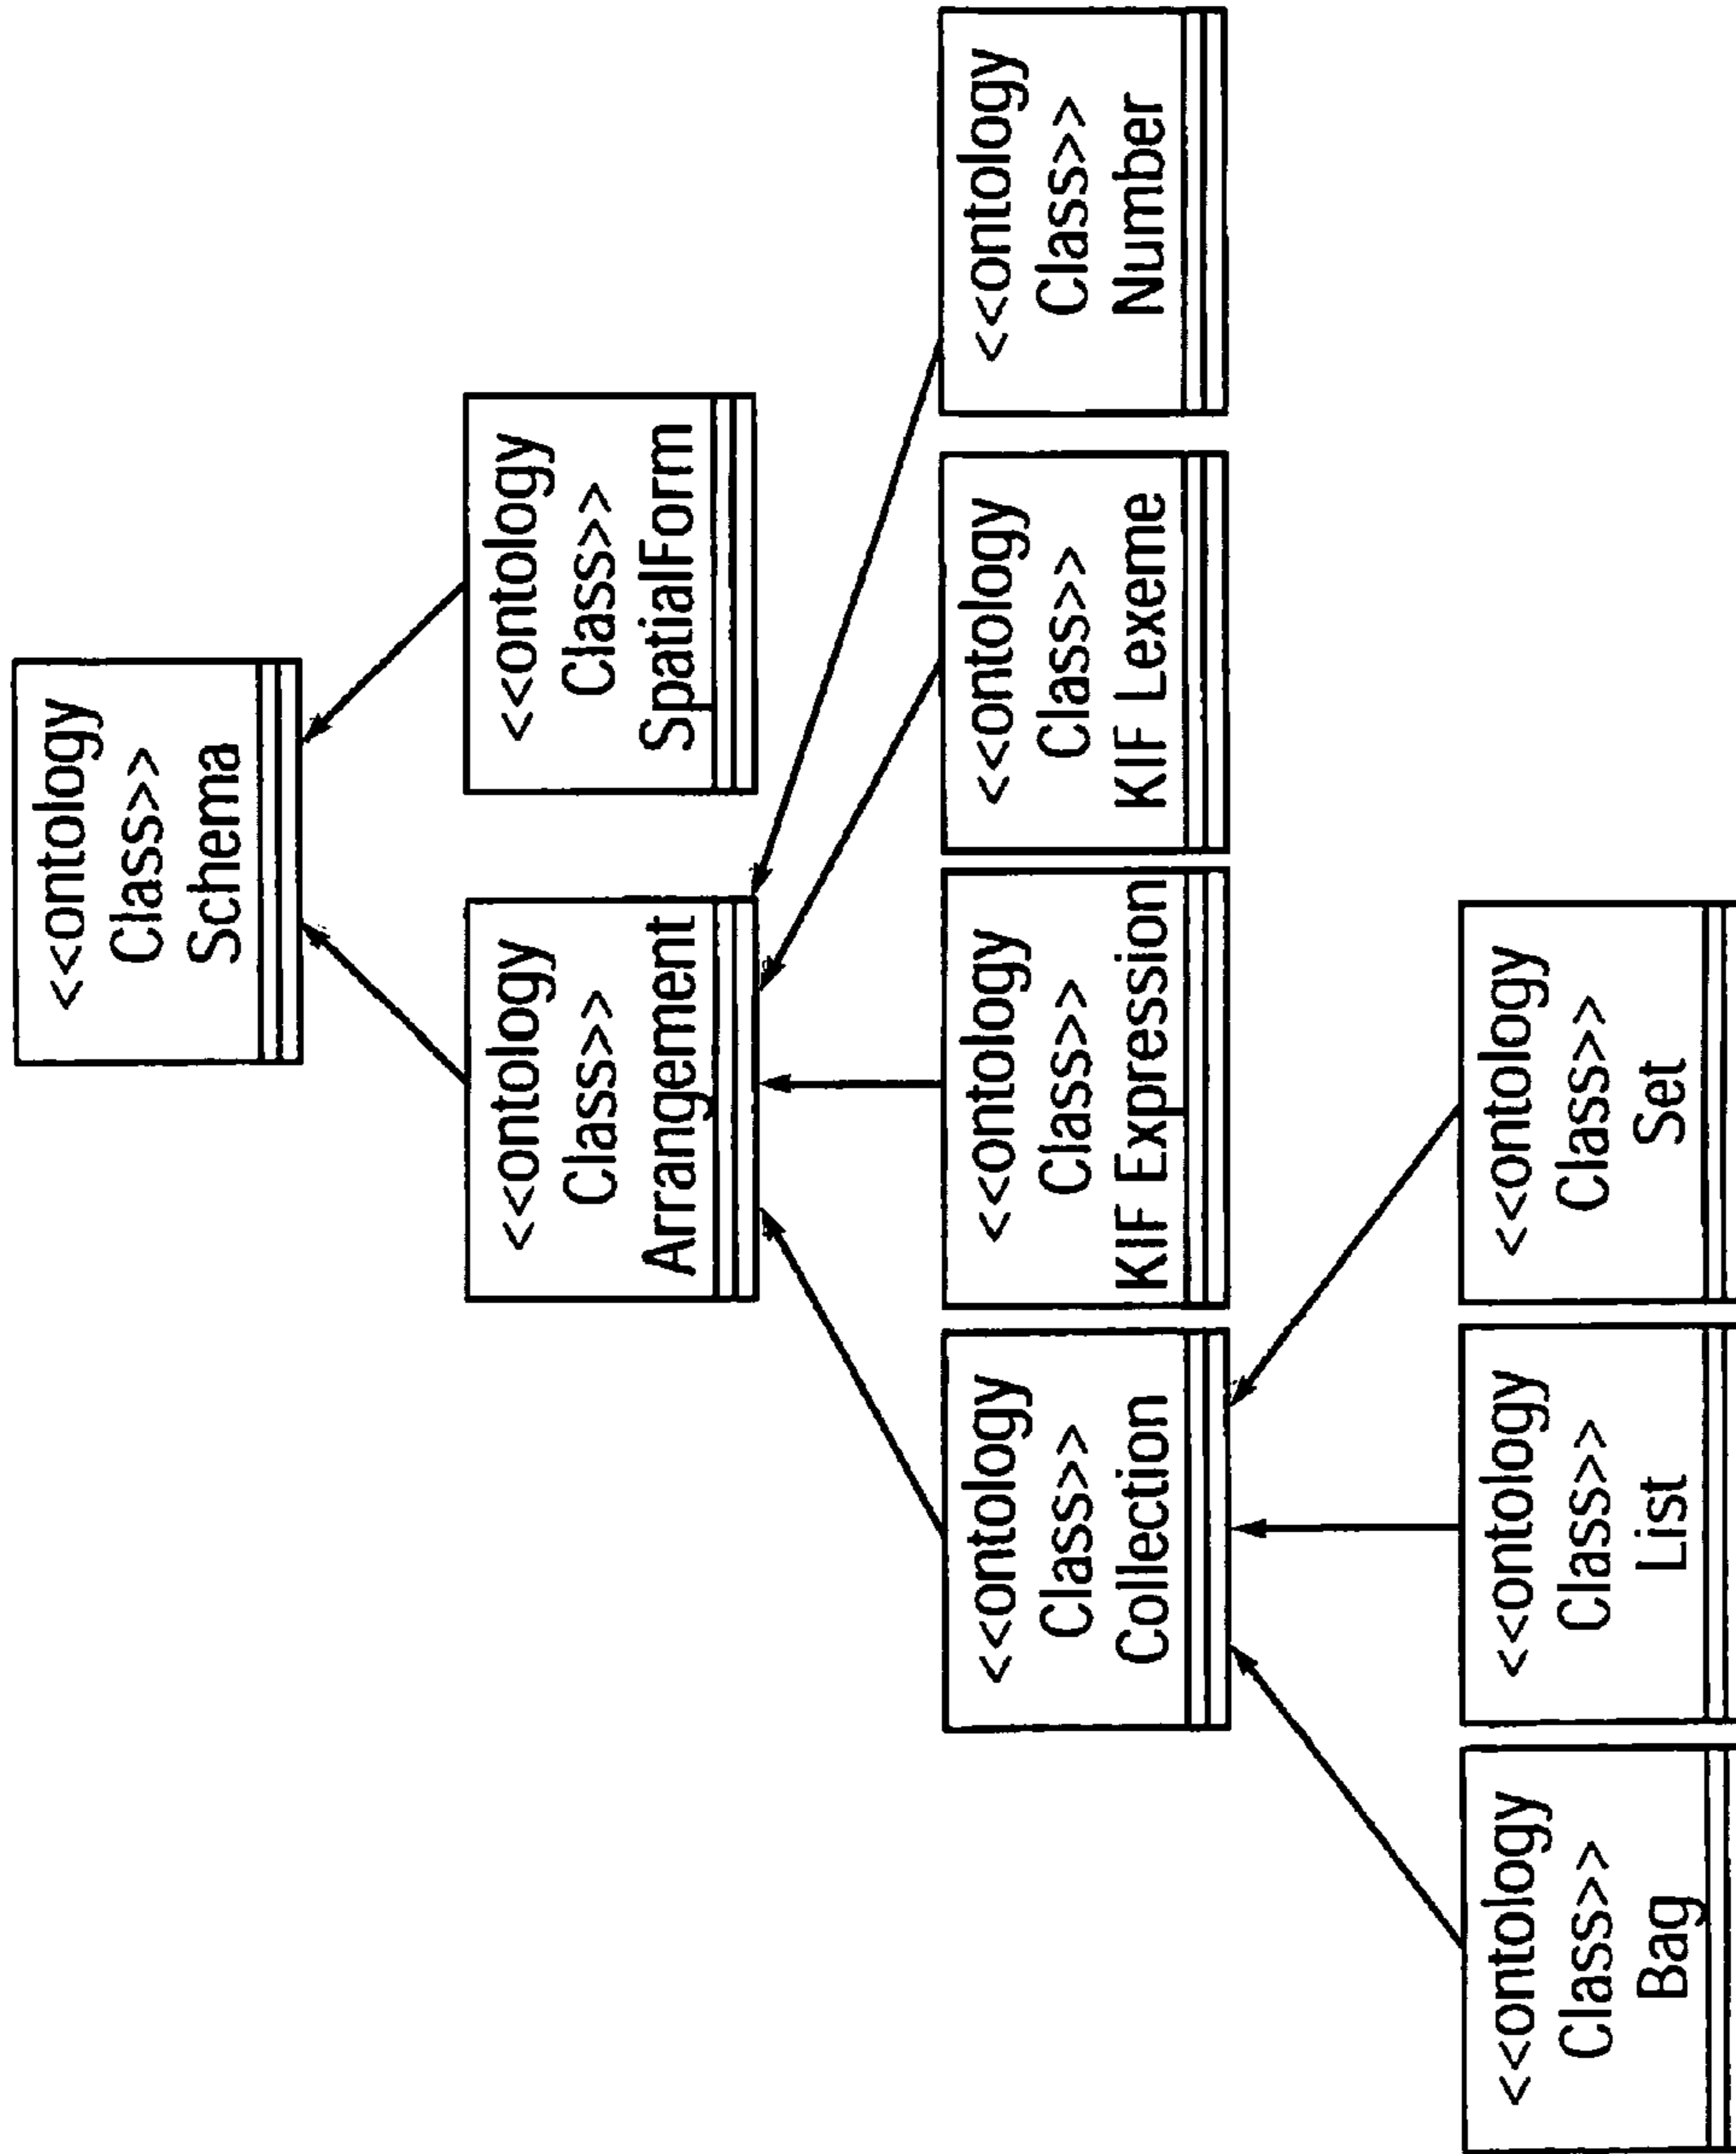 <<ontology
Class>>
Schema
<<ontology
Class>>
Arrangement
<<ontology
Class>>
SpatialForm
<<ontology
Class>>
Collection
<<ontology
Class>>
KIF Expression
<<ontology
Class>>
KIF Lexeme
<<ontology
Class>>
Number
<<ontology
Class>>
Bag
<<ontology
Class>>
List
<<ontology
Class>>
Set